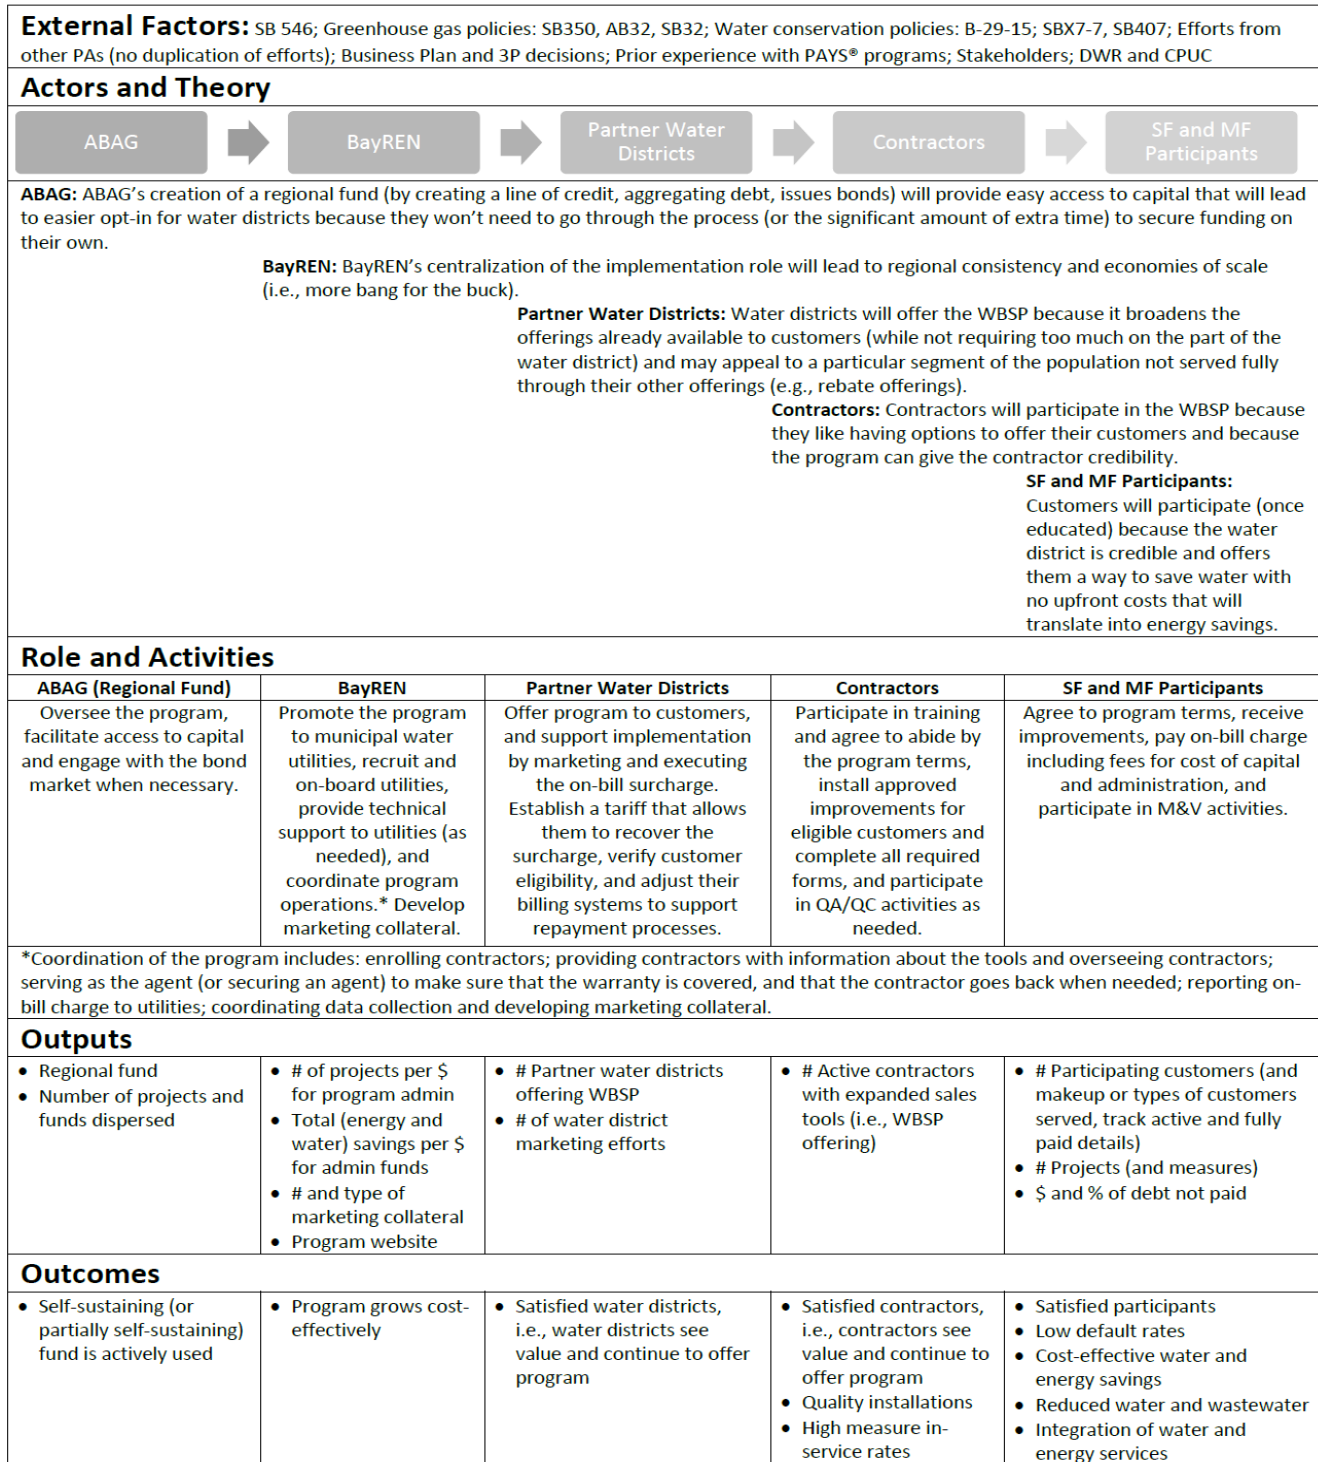 External Factors: SB 546; Greenhouse gas policies: SB350, AB32, SB32; Water conservation policies: B-29-15; SBX7-7, SB407; Efforts from
other PAs (no duplication of efforts); Business Plan and 3P decisions; Prior experience with PAYS® programs; Stakeholders; DWR and CPUC
Actors and Theory
ABAG
BayREN
Partner Water
Districts
Contractors
SF and MF
Participants
ABAG: ABAG’s creation of a regional fund (by creating a line of credit, aggregating debt, issues bonds) will provide easy access to capital that will lead
to easier opt-in for water districts because they won’t need to go through the process (or the significant amount of extra time) to secure funding on
their own.
BayREN: BayREN’s centralization of the implementation role will lead to regional consistency and economies of scale
(i.e., more bang for the buck).
Partner Water Districts: Water districts will offer the WBSP because it broadens the
offerings already available to customers (while not requiring too much on the part of the
water district) and may appeal to a particular segment of the population not served fully
through their other offerings (e.g., rebate offerings).
Contractors: Contractors will participate in the WBSP because
they like having options to offer their customers and because
the program can give the contractor credibility.
SF and MF Participants:
Customers will participate (once
educated) because the water
district is credible and offers
them a way to save water with
no upfront costs that will
translate into energy savings.
Role and Activities
ABAG (Regional Fund)
Oversee the program,
facilitate access to capital
and engage with the bond
market when necessary.
BayREN
Promote the program
to municipal water
utilities, recruit and
on-board utilities,
provide technical
support to utilities (as
needed), and
coordinate program
operations.* Develop
marketing collateral.
Partner Water Districts
Offer program to customers,
and support implementation
by marketing and executing
the on-bill surcharge.
Establish a tariff that allows
them to recover the
surcharge, verify customer
eligibility, and adjust their
billing systems to support
repayment processes.
Contractors
Participate in training
and agree to abide by
the program terms,
install approved
improvements for
eligible customers and
complete all required
forms, and participate
in QA/QC activities as
needed.
SF and MF Participants
Agree to program terms, receive
improvements, pay on-bill charge
including fees for cost of capital
and administration, and
participate in M&V activities.
*Coordination of the program includes: enrolling contractors; providing contractors with information about the tools and overseeing contractors;
serving as the agent (or securing an agent) to make sure that the warranty is covered, and that the contractor goes back when needed; reporting on-
bill charge to utilities; coordinating data collection and developing marketing collateral.
Outputs
• Regional fund
• Number of projects and
funds dispersed
• # of projects per $
for program admin
• Total (energy and
water) savings per $
for admin funds
• # and type of
marketing collateral
• Program website
• # Partner water districts
offering WBSP
• # of water district
marketing efforts
• # Active contractors
with expanded sales
tools (i.e., WBSP
offering)
• # Participating customers (and
makeup or types of customers
served, track active and fully
paid details)
• # Projects (and measures)
• $ and % of debt not paid
Outcomes
• Self-sustaining (or
partially self-sustaining)
fund is actively used
• Program grows cost-
effectively
• Satisfied water districts,
i.e., water districts see
value and continue to offer
program
• Satisfied contractors,
i.e., contractors see
value and continue to
offer program
• Quality installations
• High measure in-
service rates
• Satisfied participants
• Low default rates
• Cost-effective water and
energy savings
• Reduced water and wastewater
• Integration of water and
energy services